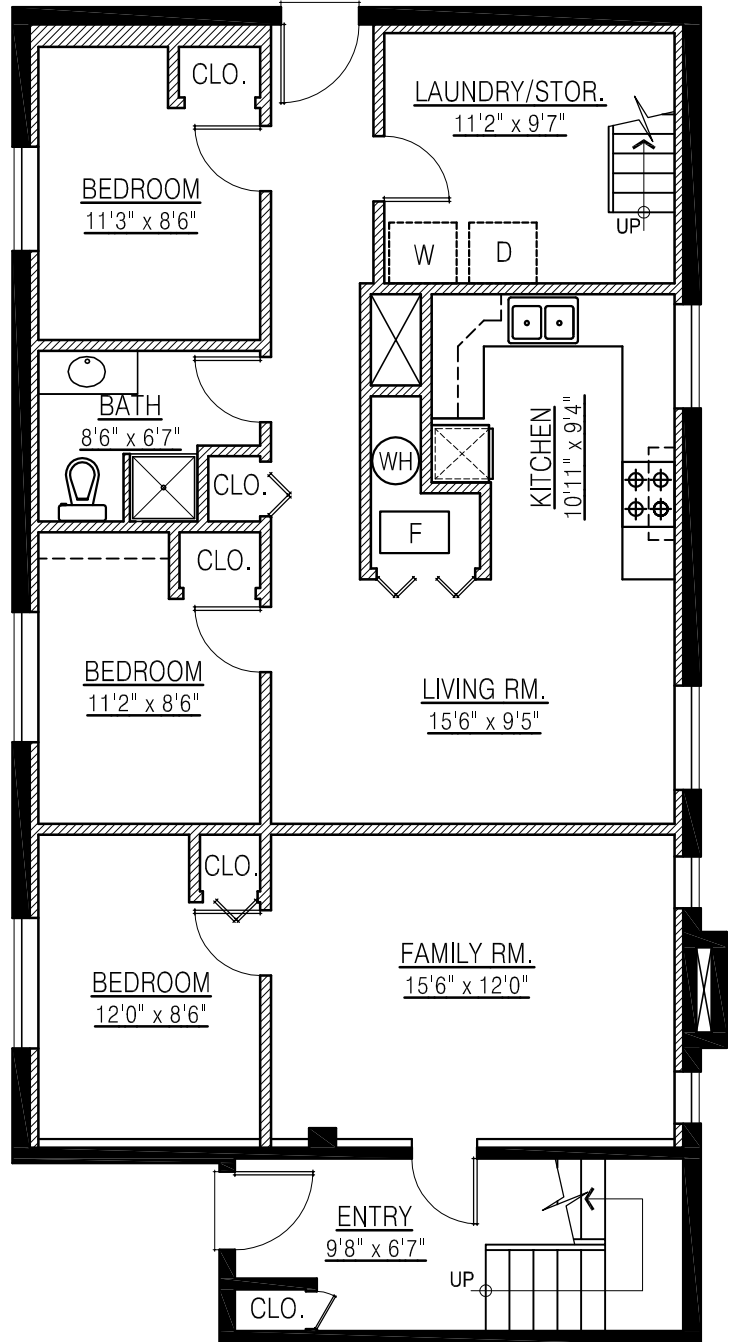 CLO.
LAUNDRY/STOR.
11'2" x 9'7"
BEDROOM
11'3" x 8'6"
UP
W
D
BATH
8'6" x 6'7"
KITCHEN
10'11" x 9'4"
WH
CLO.
F
CLO.
BEDROOM
11'2" x 8'6"
LIVING RM.
15'6" x 9'5"
CLO.
FAMILY RM.
15'6" x 12'0"
BEDROOM
12'0" x 8'6"
ENTRY
9'8" x 6'7"
UP
CLO.